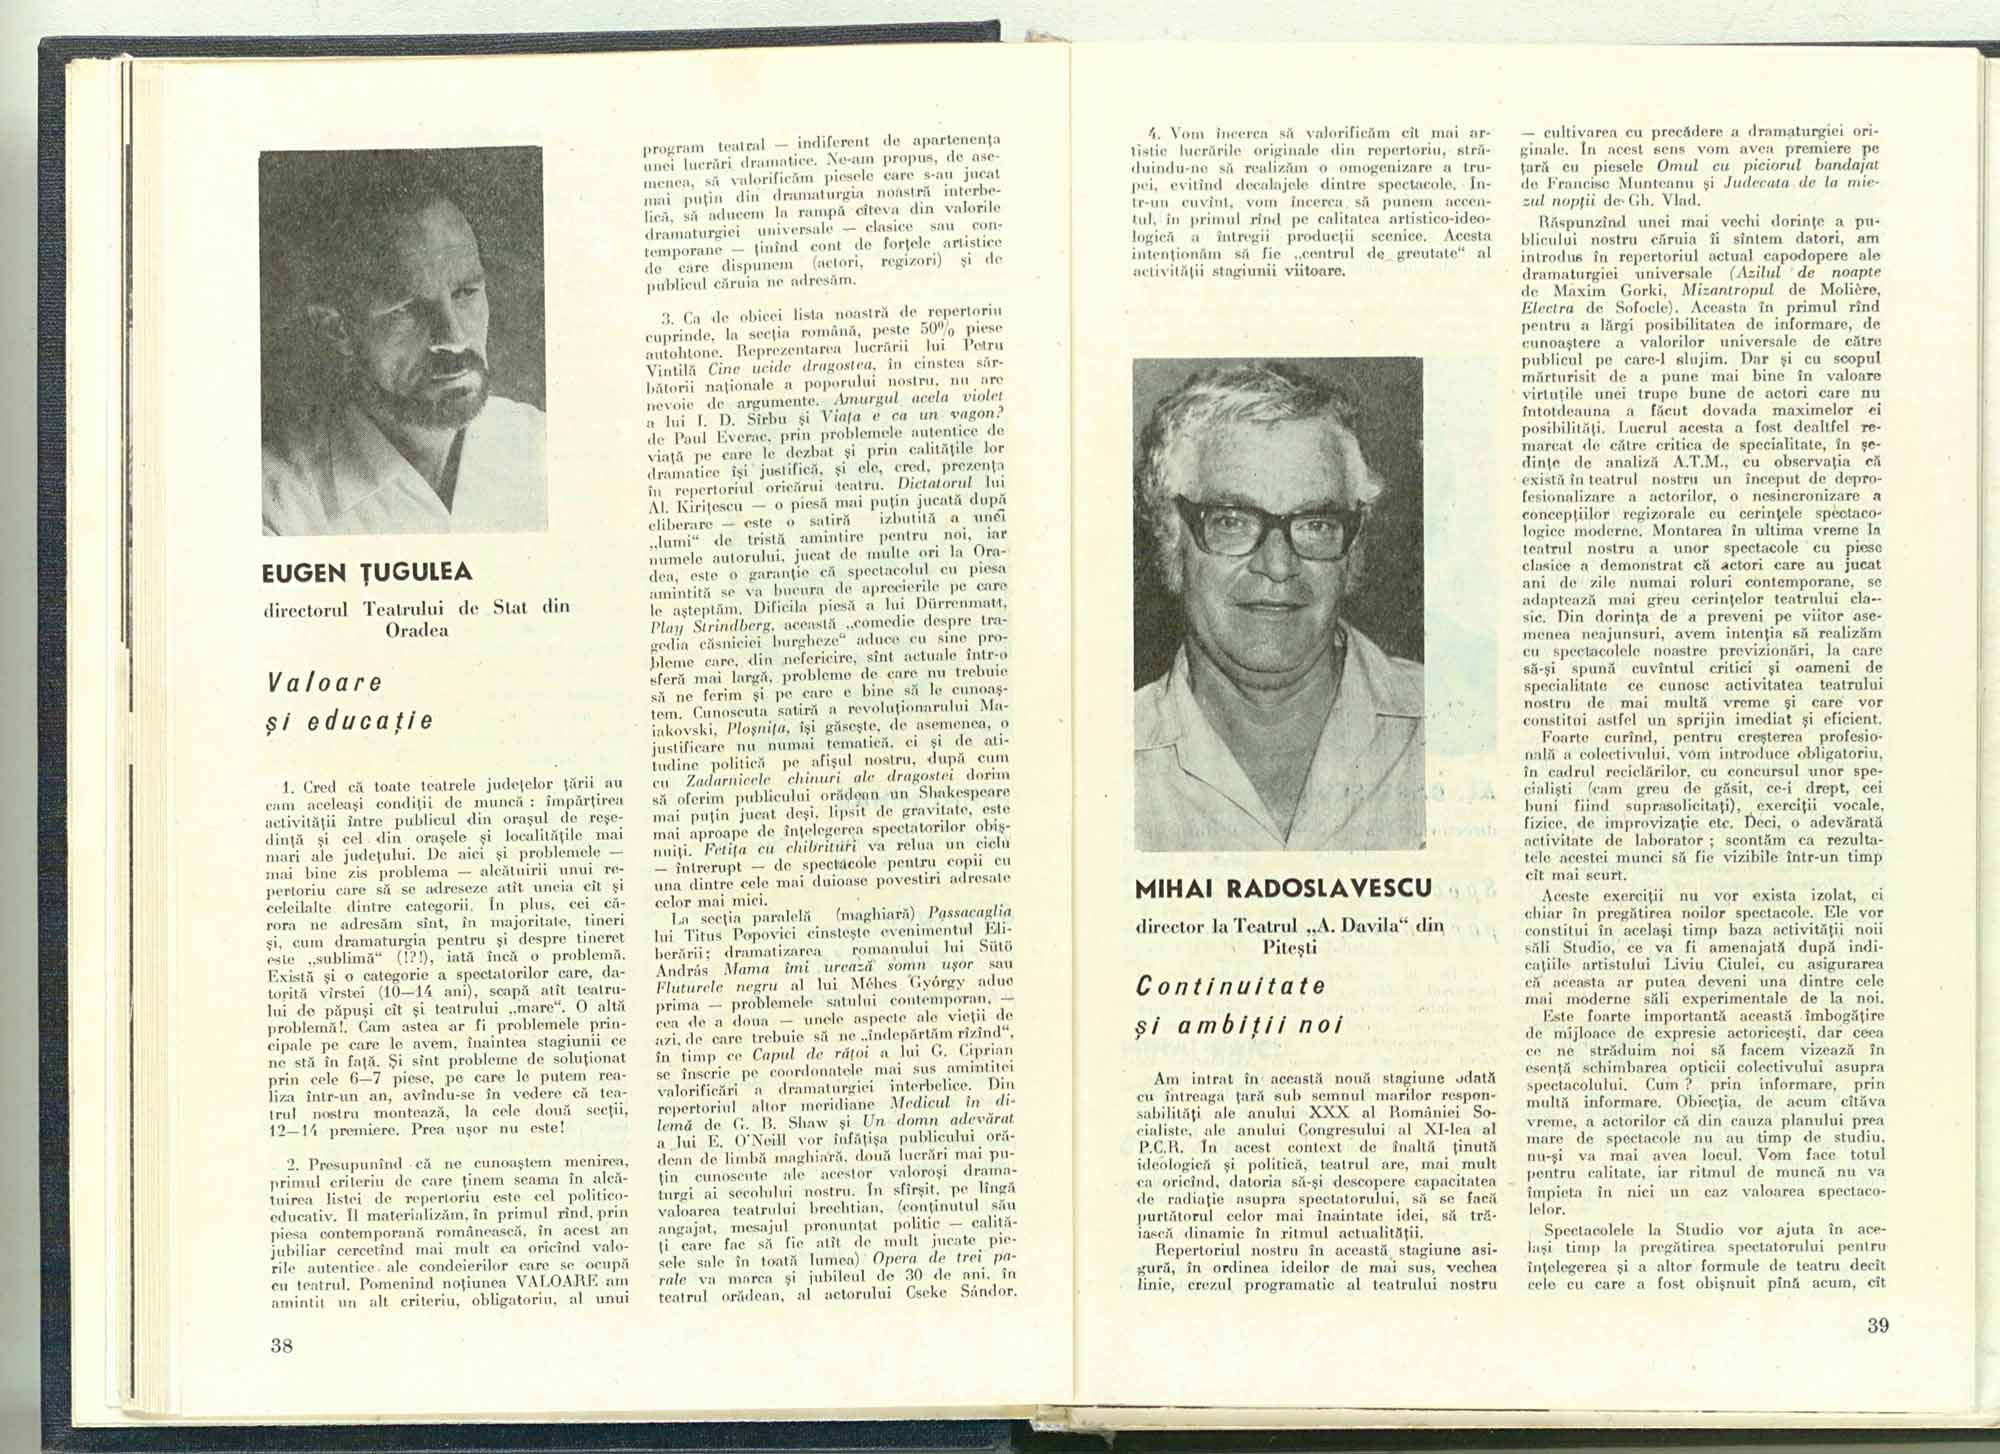 EUGEN ȚUGULEA
directorul Teatrului de Stat din
Oradea
Valoare
și educație
1. Cred că toate teatrele județelor țării au
cam aceleași condiții de muncă : împărțirea
activității între publicul din orașul de reșe-
dință și cel din orașele și localitățile mai
mari ale județului. De aici și problemele —
mai bine zis problema — alcătuirii unui re-
pertoriu care să se adreseze atît uneia cît și
celeilalte dintre categorii. În plus, cei că-
rora ne adresăm sînt, în majoritate, tineri
și, cum dramaturgia pentru și despre tineret
este „sublimă“ (!?!), iată încă o problemă.
Există și o categorie a spectatorilor care, da-
torită vîrstei (10—14 ani), scapă atît teatru-
lui de păpuși cît și teatrului „mare“. O altă
problemă!. Cam astea ar fi problemele prin-
cipale pe care le avem, înaintea stagiunii ce
ne stă în față. Și sînt probleme de soluționat
prin cele 6—7 piese, pe care le putem rea-
liza într-un an, avîndu-se în vedere că tea-
trul nostru montează, la cele două secții,
12—14 premiere. Prea ușor nu este!
2. Presupunînd că ne cunoaștem menirea,
primul criteriu de care ținem seama în alcă-
tuirea listei de repertoriu este cel politico-
educativ. Îl materializăm, în primul rînd, prin
piesa contemporană românească, în acest an
jubiliar cercetînd mai mult ca oricînd valo-
rile autentice ale condeierilor care se ocupă
cu teatrul. Pomenind noțiunea VALOARE am
amintit un alt criteriu, obligatoriu, al unui
38
program teatral — indiferent de apartenența
unei lucrări dramatice. Ne-am propus, de ase-
menea, să valorificăm piesele care s-au jucat
mai puțin din dramaturgia noastră interbe-
lică, să aducem la rampă cîteva din valorile
dramaturgiei universale — clasice sau con-
temporane — ținînd cont de forțele artistice
de care dispunem (actori, regizori) și de
publicul căruia ne adresăm.
3. Ca de obicei lista noastră de repertoriu
cuprinde, la secția română, peste 50% piese
autohtone. Reprezentarea lucrării lui Petru
Vintilă Cine ucide dragostea, în cinstea săr-
bătorii naționale a poporului nostru, nu are
nevoie de argumente. Amurgul acela violet
a lui I. D. Sîrbu și Viața e ca un vagon?
de Paul Everac, prin problemele autentice de
viață pe care le dezbat și prin calitățile lor
dramatice își justifică, și ele, cred, prezența
în repertoriul oricărui teatru. Dictatorul lui
Al. Kirițescu — o piesă mai puțin jucată după
eliberare — este o satiră izbutită a unei
„lumi“ de tristă amintire pentru noi, iar
numele autorului, jucat de multe ori la Ora-
dea, este o garanție că spectacolul cu piesa
amintită se va bucura de aprecierile pe care
le așteptăm. Dificila piesă a lui Dürrenmatt,
Play Strindberg, această „comedie despre tra-
gedia căsniciei burgheze“ aduce cu sine pro-
bleme care, din nefericire, sînt actuale într-o
sferă mai largă, probleme de care nu trebuie
să ne ferim și pe care e bine să le cunoaș-
tem. Cunoscuta satiră a revoluționarului Ma-
iakovski, Ploșnița, își găsește, de asemenea, o
justificare nu numai tematică, ci și de ati-
tudine politică pe afișul nostru, după cum
cu Zadarnicele chinuri ale dragostei dorim
să oferim publicului orădean un Shakespeare
mai puțin jucat deși, lipsit de gravitate, este
mai aproape de înțelegerea spectatorilor obiș-
nuiți. Fetița cu chibrituri va relua un ciclu
— întrerupt — de spectacole pentru copii cu
una dintre cele mai duioase povestiri adresate
celor mai mici.
La secția paralelă (maghiară) Passacaglia
lui Titus Popovici cinstește evenimentul Eli-
berării; dramatizarea romanului lui Sütö
András Mama îmi urează somn ușor sau
Fluturele negru al lui Méhes György aduc
prima — problemele satului contemporan, —
cea de a doua — unele aspecte ale vieții de
azi, de care trebuie să ne „îndepărtăm rîzînd“,
în timp ce Capul de rățoi a lui G. Ciprian
se înscrie pe coordonatele mai sus amintitei
valorificări a dramaturgiei interbelice. Din
repertoriul altor meridiane Medicul în di-
lemă de G. B. Shaw și Un domn adevărat
a lui E. O'Neill vor înfățișa publicului oră-
dean de limbă maghiară, două lucrări mai pu-
țin cunoscute ale acestor valoroși drama-
turgi ai secolului nostru. În sfîrșit, pe lîngă
valoarea teatrului brechtian, (conținutul său
angajat, mesajul pronunțat politic — calită-
ți care fac să fie atît de mult jucate pie-
sele sale în toată lumea) Opera de trei pa-
rale va marca și jubileul de 30 de ani, în
teatrul orădean, al actorului Cseke Sándor.
4. Vom încerca să valorificăm cît mai ar-
tistic lucrările originale din repertoriu, stră-
duindu-ne să realizăm o omogenizare a tru-
pei, evitînd decalajele dintre spectacole. În-
tr-un cuvînt, vom încerca să punem accen-
tul, în primul rînd pe calitatea artistico-ideo-
logică a întregii producții scenice. Acesta
intenționăm să fie „centrul de greutate“ al
activității stagiunii viitoare.
MIHAI RADOSLAVESCU
director la Teatrul „A. Davila“ din
Pitești
Continuitate
și ambiții noi
Am intrat în această nouă stagiune odată
cu întreaga țară sub semnul marilor respon-
sabilități ale anului XXX al României So-
cialiste, ale anului Congresului al XI-lea al
P.C.R. În acest context de înaltă ținută
ideologică și politică, teatrul are, mai mult
ca oricînd, datoria să-și descopere capacitatea
de radiație asupra spectatorului, să se facă
purtătorul celor mai înaintate idei, să tră-
iască dinamic în ritmul actualității.
Repertoriul nostru în această stagiune asi-
gură, în ordinea ideilor de mai sus, vechea
linie, crezul programatic al teatrului nostru
— cultivarea cu precădere a dramaturgiei ori-
ginale. În acest sens vom avea premiere pe
țară cu piesele Omul cu piciorul bandajat
de Francisc Munteanu și Judecata de la mie-
zul nopții de Gh. Vlad.
Răspunzînd unei mai vechi dorințe a pu-
blicului nostru căruia îi sîntem datori, am
introdus în repertoriul actual capodopere ale
dramaturgiei universale (Azilul de noapte
de Maxim Gorki, Mizantropul de Molière,
Electra de Sofocle). Aceasta în primul rînd
pentru a lărgi posibilitatea de informare, de
cunoaștere a valorilor universale de către
publicul pe care-l slujim. Dar și cu scopul
mărturisit de a pune mai bine în valoare
virtuțile unei trupe bune de actori care nu
întotdeauna a făcut dovada maximelor ei
posibilități. Lucrul acesta a fost dealtfel re-
marcat de către critica de specialitate, în șe-
dințe de analiză A.T.M., cu observația că
există în teatrul nostru un început de depro-
fesionalizare a actorilor, o nesincronizare a
concepțiilor regizorale cu cerințele spectaco-
logice moderne. Montarea în ultima vreme la
teatrul nostru a unor spectacole cu piese
clasice a demonstrat că actori care au jucat
ani de zile numai roluri contemporane, se
adaptează mai greu cerințelor teatrului cla-
sic. Din dorința de a preveni pe viitor ase-
menea neajunsuri, avem intenția să realizăm
cu spectacolele noastre previzionări, la care
să-și spună cuvîntul critici și oameni de
specialitate ce cunosc activitatea teatrului
nostru de mai multă vreme și care vor
constitui astfel un sprijin imediat și eficient.
Foarte curînd, pentru creșterea profesio-
nală a colectivului, vom introduce obligatoriu,
în cadrul reciclărilor, cu concursul unor spe-
cialiști (cam greu de găsit, ce-i drept, cei
buni fiind suprasolicitați), exerciții vocale,
fizice, de improvizație etc. Deci, o adevărată
activitate de laborator ; scontăm ca rezulta-
tele acestei munci să fie vizibile într-un timp
cît mai scurt.
Aceste exerciții nu vor exista izolat, ci
chiar în pregătirea noilor spectacole. Ele vor
constitui în același timp baza activității noii
săli Studio, ce va fi amenajată după indi-
cațiile artistului Liviu Ciulei, cu asigurarea
că aceasta ar putea deveni una dintre cele
mai moderne săli experimentale de la noi.
Este foarte importantă această îmbogățire
de mijloace de expresie actoricești, dar ceea
ce ne străduim noi să facem vizează în
esență schimbarea opticii colectivului asupra
spectacolului. Cum ? prin informare, prin
multă informare. Obiecția, de acum cîtăva
vreme, a actorilor că din cauza planului prea
mare de spectacole nu au timp de studiu,
nu-și va mai avea locul. Vom face totul
pentru calitate, iar ritmul de muncă nu va
împieta în nici un caz valoarea spectaco-
lelor.
Spectacolele la Studio vor ajuta în ace-
lași timp la pregătirea spectatorului pentru
înțelegerea și a altor formule de teatru decît
cele cu care a fost obișnuit pînă acum, cît
39